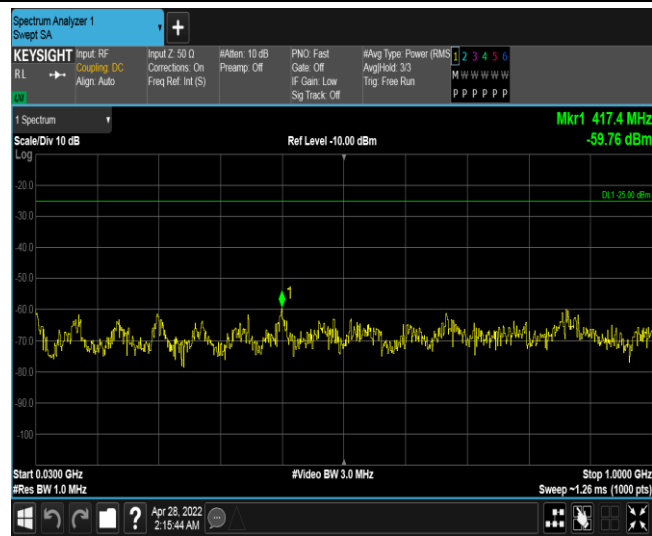 Spectrum Analyzer 1
Swept SA
+
KEYSIGHT Input: RF Input Z: 50 Ω #Atten: 10 dB PNO: Fast #Avg Type: Power (RMS 1 2 3 4 5 6
RL Coupling: DC Corrections: On Preamp: Off Gate: Off Avg|Hold: 3/3 M W W W W W
Align: Auto Freq Ref: Int (S) IF Gain: Low Trig: Free Run
Sig Track: Off P P P P P P
1 Spectrum Mkr1 417.4 MHz
Scale/Div 10 dB Ref Level -10.00 dBm -59.76 dBm
Log
-20.0
DL1 -25.00 dBm
-30.0
-40.0
-50.0
1
-60.0
-70.0
-80.0
-90.0
-100
Start 0.0300 GHz #Video BW 3.0 MHz Stop 1.0000 GHz
#Res BW 1.0 MHz Sweep ~1.26 ms (1000 pts)
? Apr 28, 2022
2:15:44 AM